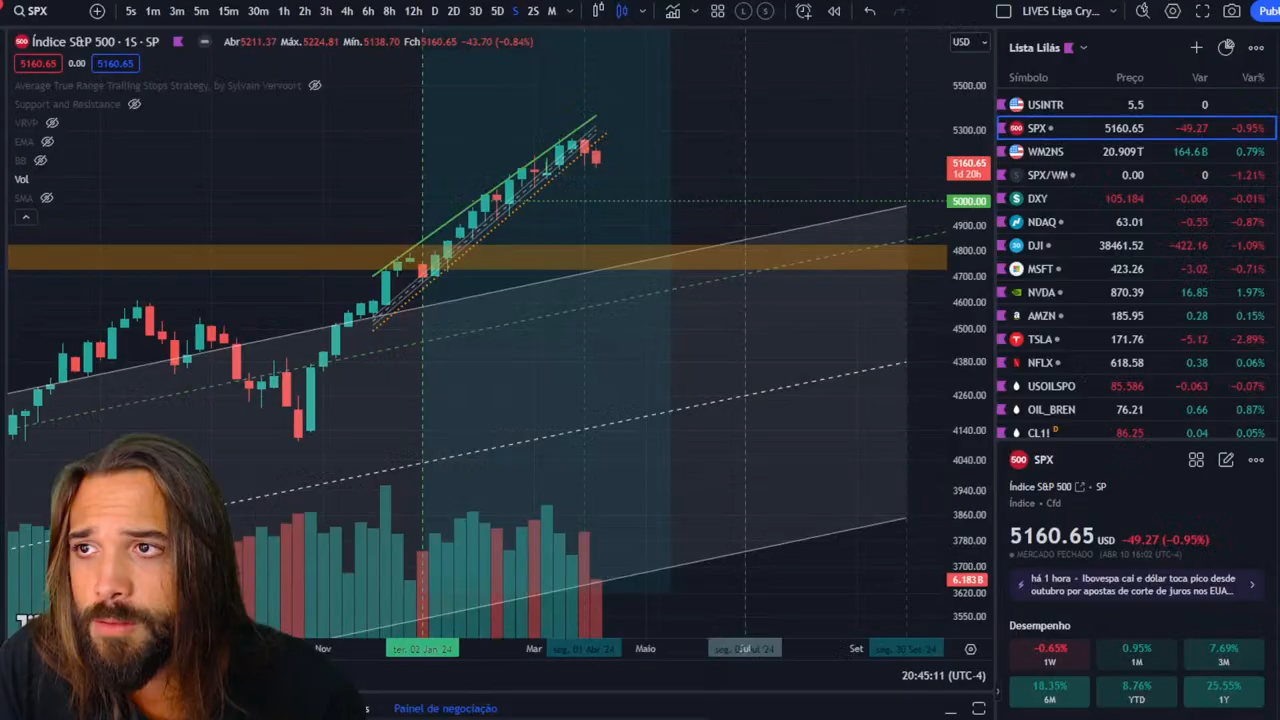 SPX 5s 1m 3m 5m 15m 30m 1h 2h 3h 4h 6h 8h 12h D 2D 3D 5D S 2S M L S LIVES Liga Cry... Publ
Índice S&P 500 · 1S · SP Abr5211.37 Máx.5224.81 Mín.5138.70 Fch5160.65 −43.70 (−0.84%) USD
5160.65 0.00 5160.65
Average True Range Trailing Stops Strategy, by Sylvain Vervoort
Support and Resistance
VRVP
EMA
BB
Vol
SMA
5500.00
5300.00
5160.65
1d 20h
5000.00
4900.00
4800.00
4700.00
4600.00
4500.00
4380.00
4260.00
4140.00
4040.00
3940.00
3860.00
3780.00
3700.00
6.183 B
3620.00
3550.00
Nov ter. 02 Jan '24 Mar seg. 01 Abr '24 Maio Jul '24 Set seg. 30 Set '24
20:45:11 (UTC-4)
Painel de negociação
Lista Lilás
Símbolo Preço Var Var%
USINTR 5.5 0
500 SPX 5160.65 −49.27 −0.95%
WM2NS 20.909T 164.6B 0.79%
SPX/WM 0.00 0 −1.21%
DXY 105.184 −0.006 −0.01%
NDAQ 63.01 −0.55 −0.87%
30 DJI 38461.52 −422.16 −1.09%
MSFT 423.26 −3.02 −0.71%
NVDA 870.39 16.85 1.97%
AMZN 185.95 0.28 0.15%
TSLA 171.76 −5.12 −2.89%
NFLX 618.58 0.38 0.06%
USOILSPO 85.586 −0.063 −0.07%
OIL_BREN 76.21 0.66 0.87%
CL1! D 86.25 0.04 0.05%
500 SPX
Índice S&P 500 • SP
Índice • Cfd
5160.65 USD −49.27 (−0.95%)
MERCADO FECHADO (ABR 10 16:02 UTC-4)
há 1 hora • Ibovespa cai e dólar toca pico desde
outubro por apostas de corte de juros nos EUA...
Desempenho
−0.65% 0.95% 7.69%
1W 1M 3M
18.35% 8.76% 25.55%
6M YTD 1Y